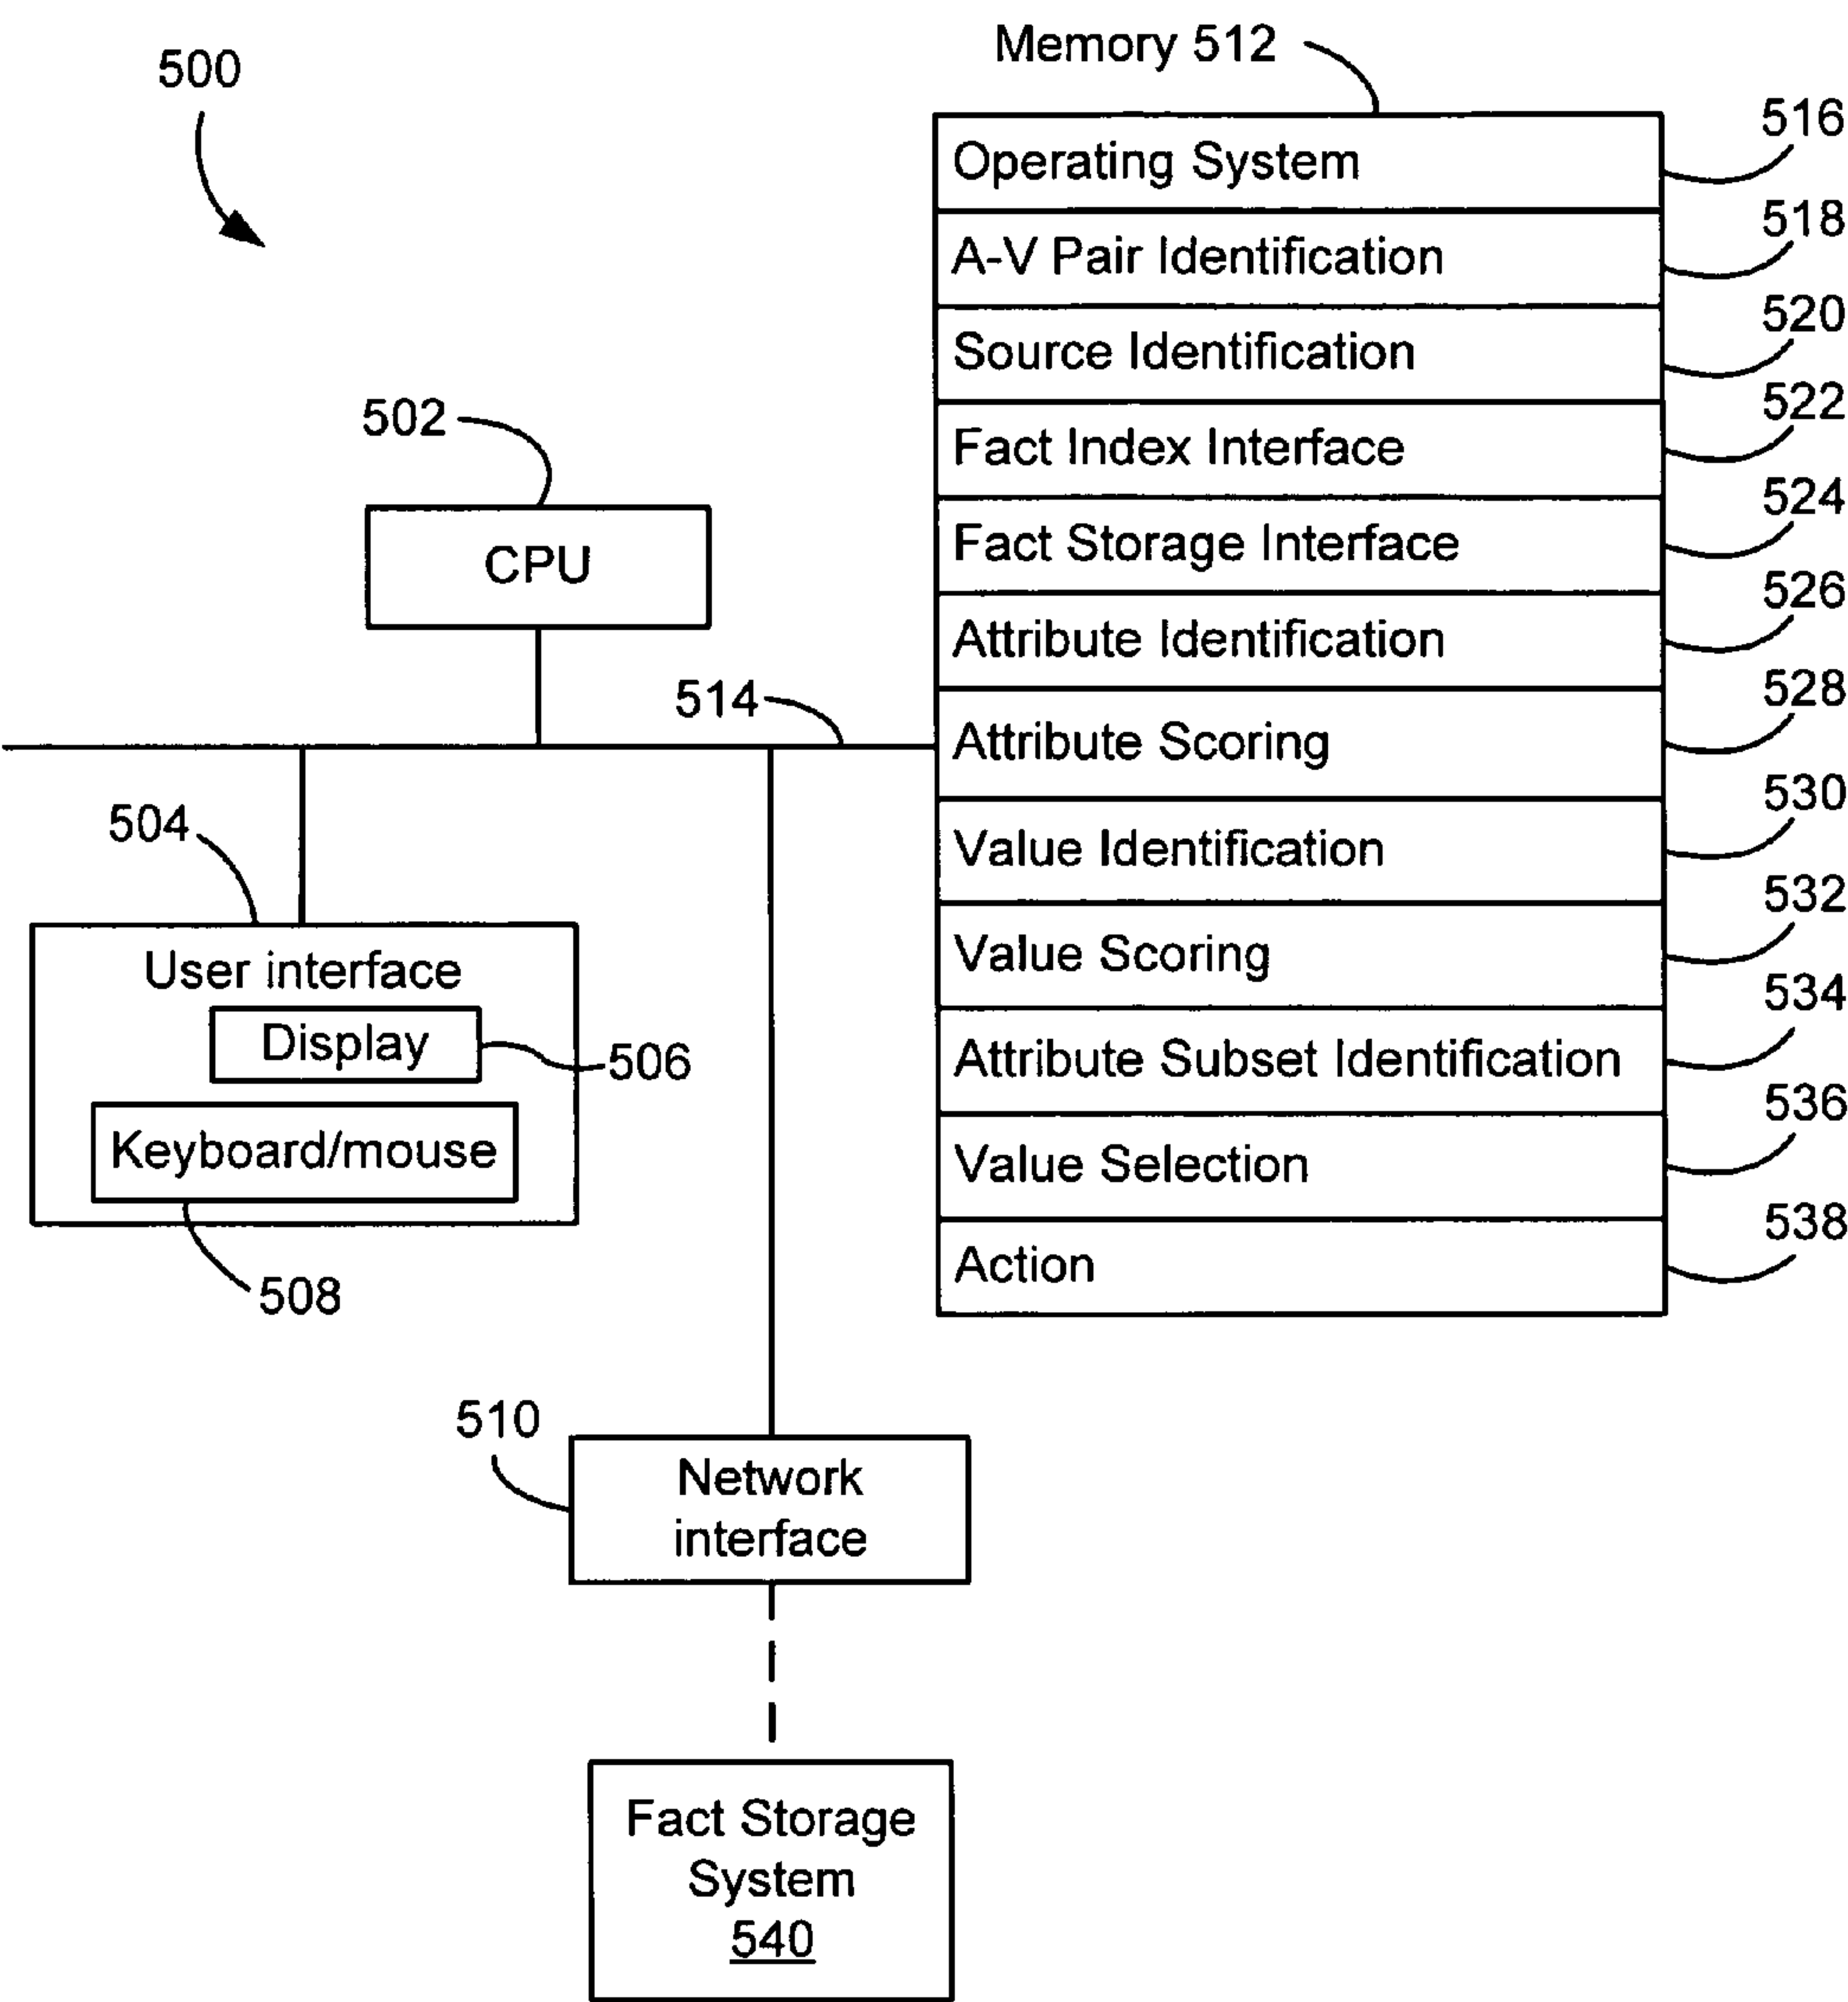 500
Memory 512
Operating System
516
A-V Pair Identification
518
Source Identification
520
Fact Index Interface
522
Fact Storage Interface
524
Attribute Identification
526
Attribute Scoring
528
Value Identification
530
Value Scoring
532
Attribute Subset Identification
534
Value Selection
536
Action
538
502
CPU
514
504
User interface
Display
506
Keyboard/mouse
508
510
Network
interface
Fact Storage
System
540